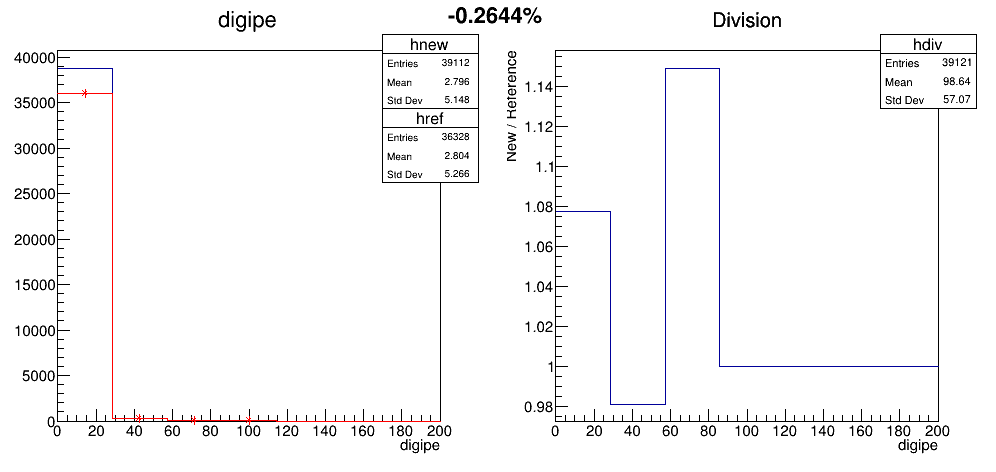 -0.2644%
digipe
hnew
Entries 39112
Mean 2.796
Std Dev 5.148
href
Entries 36328
Mean 2.804
Std Dev 5.266
40000
35000
30000
25000
20000
15000
10000
5000
0
0 20 40 60 80 100 120 140 160 180 200
digipe
Division
hdiv
Entries 39121
Mean 98.64
Std Dev 57.07
New / Reference
1.14
1.12
1.1
1.08
1.06
1.04
1.02
1
0.98
0 20 40 60 80 100 120 140 160 180 200
digipe